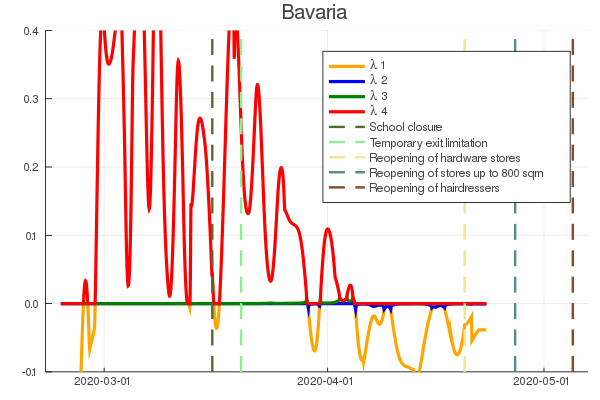 Bavaria
0.4
0.3
0.2
0.1
0.0
-0.1
2020-03-01
2020-04-01
2020-05-01
λ 1
λ 2
λ 3
λ 4
School closure
Temporary exit limitation
Reopening of hardware stores
Reopening of stores up to 800 sqm
Reopening of hairdressers